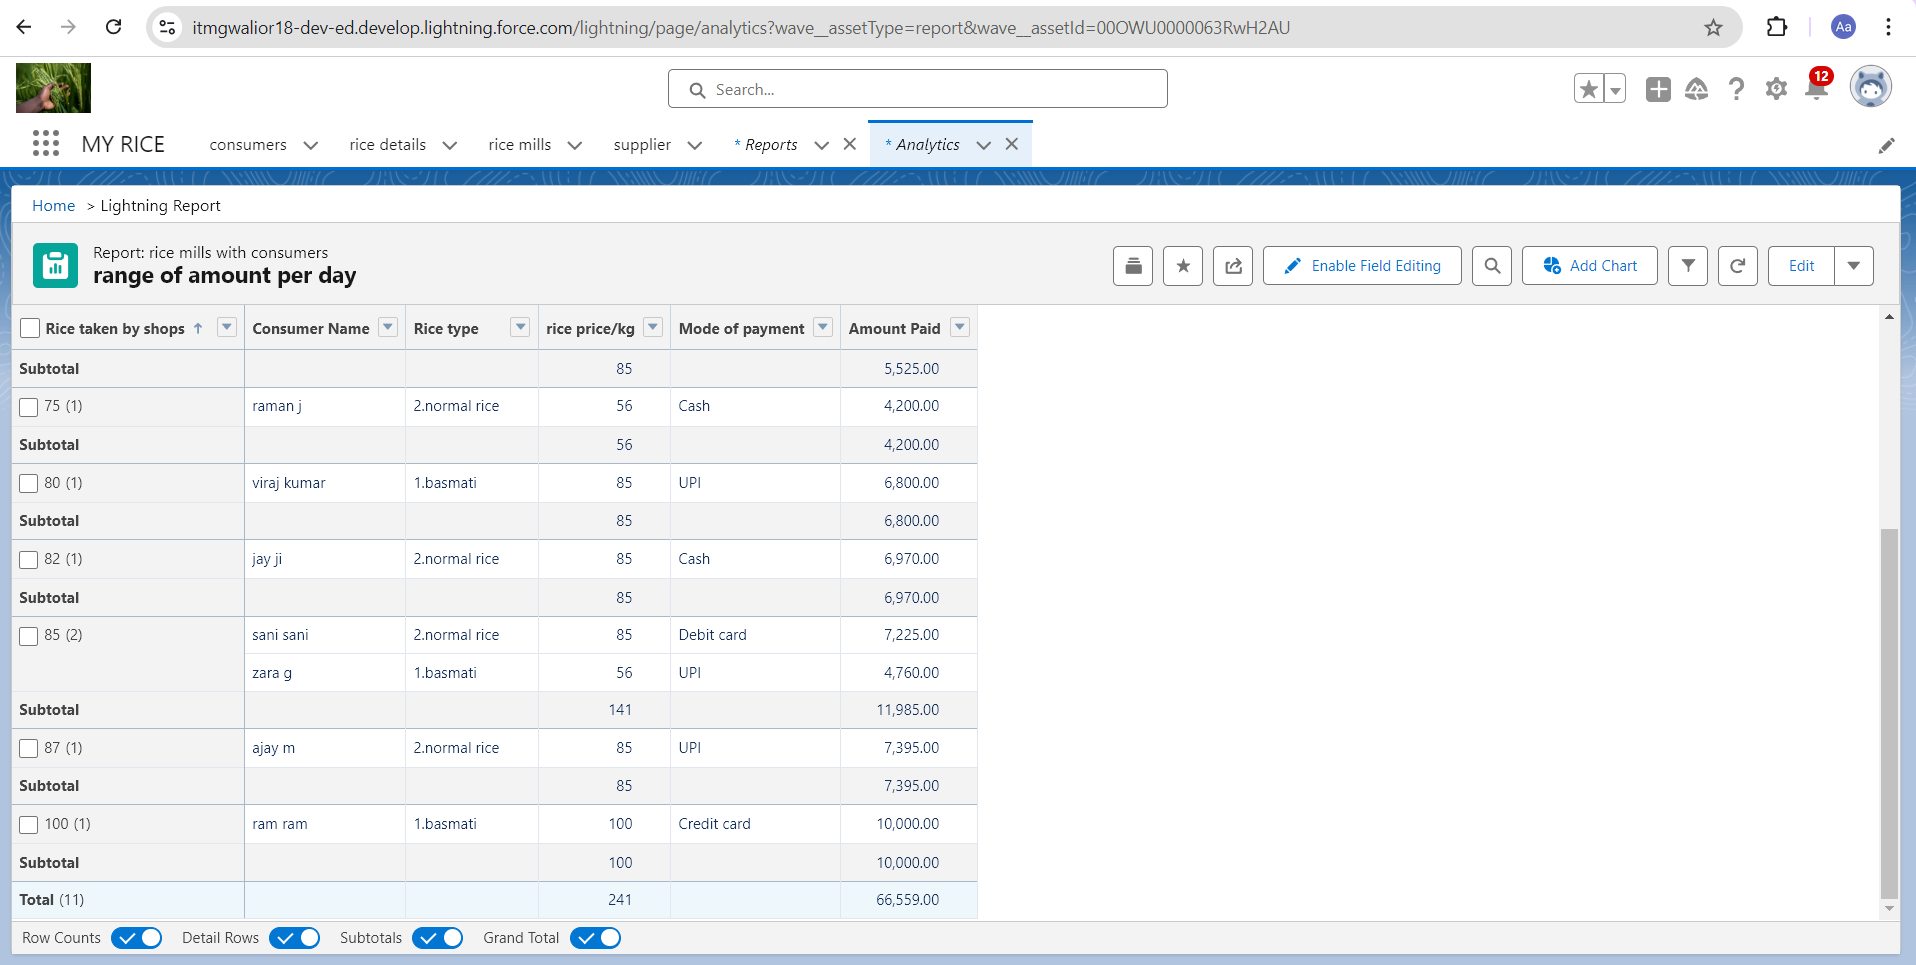 itmgwalior18-dev-ed.develop.lightning.force.com/lightning/page/analytics?wave__assetType=report&wave__assetId=00OWU0000063RwH2AU
Aa
Search...
12
MY RICE consumers rice details rice mills supplier * Reports * Analytics
Home > Lightning Report
Report: rice mills with consumers
range of amount per day
Enable Field Editing Add Chart Edit
Rice taken by shops ↑ Consumer Name Rice type rice price/kg Mode of payment Amount Paid
Subtotal 85 5,525.00
75 (1) raman j 2.normal rice 56 Cash 4,200.00
Subtotal 56 4,200.00
80 (1) viraj kumar 1.basmati 85 UPI 6,800.00
Subtotal 85 6,800.00
82 (1) jay ji 2.normal rice 85 Cash 6,970.00
Subtotal 85 6,970.00
85 (2) sani sani 2.normal rice 85 Debit card 7,225.00
zara g 1.basmati 56 UPI 4,760.00
Subtotal 141 11,985.00
87 (1) ajay m 2.normal rice 85 UPI 7,395.00
Subtotal 85 7,395.00
100 (1) ram ram 1.basmati 100 Credit card 10,000.00
Subtotal 100 10,000.00
Total (11) 241 66,559.00
Row Counts Detail Rows Subtotals Grand Total